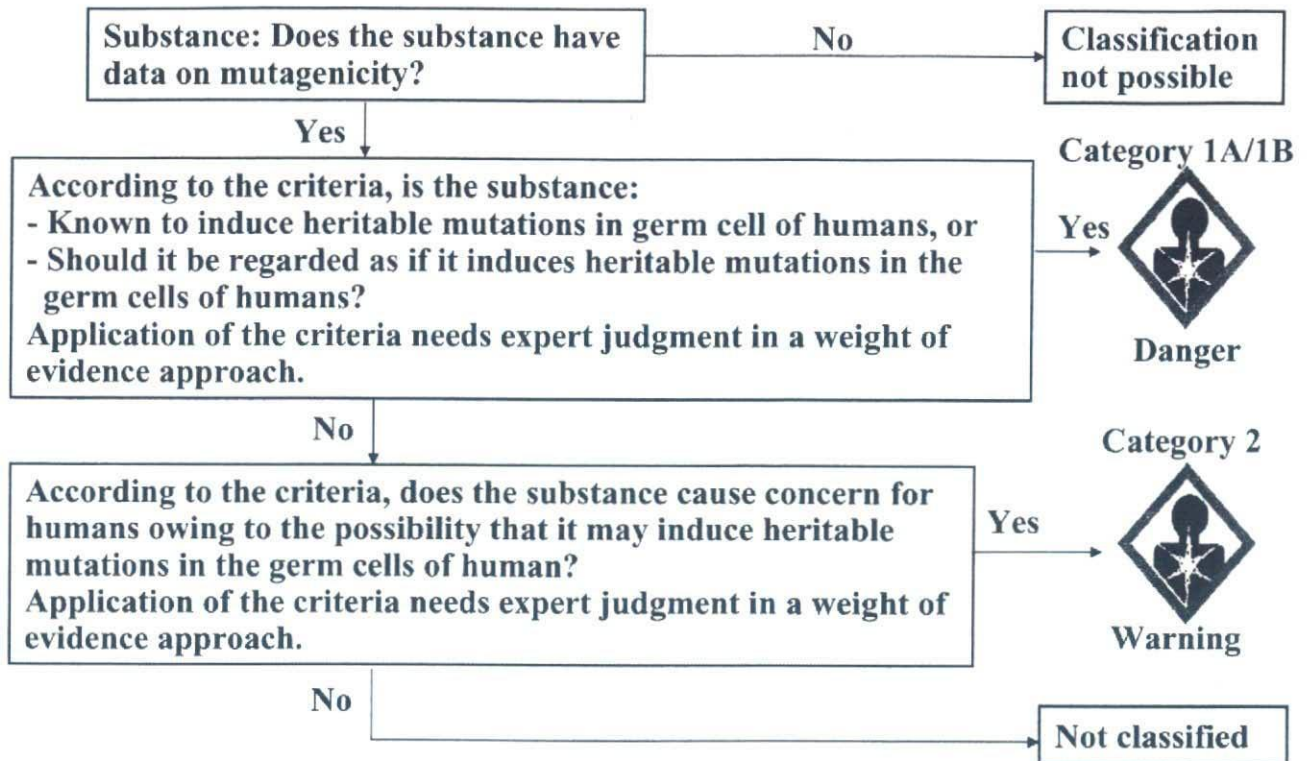 Substance: Does the substance have
data on mutagenicity?
No
Classification
not possible
Yes
According to the criteria, is the substance:
- Known to induce heritable mutations in germ cell of humans, or
- Should it be regarded as if it induces heritable mutations in the
germ cells of humans?
Application of the criteria needs expert judgment in a weight of
evidence approach.
Yes
Category 1A/1B
Danger
No
According to the criteria, does the substance cause concern for
humans owing to the possibility that it may induce heritable
mutations in the germ cells of human?
Application of the criteria needs expert judgment in a weight of
evidence approach.
Yes
Category 2
Warning
No
Not classified